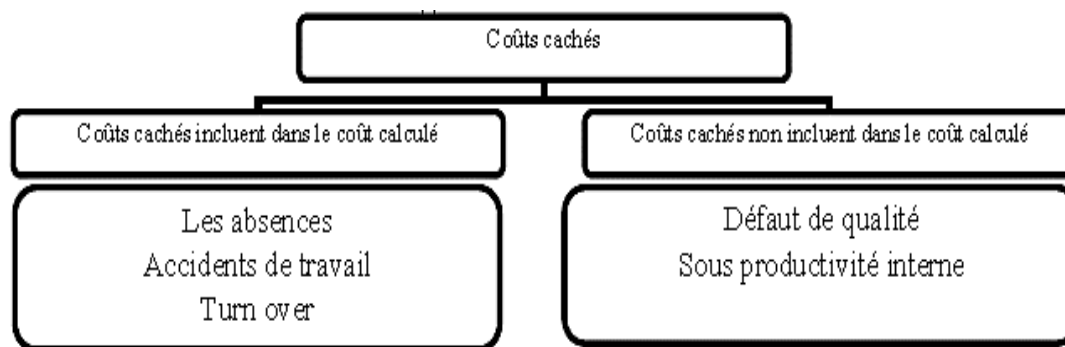 Coûts cachés
Coûts cachés incluent dans le coût calculé
Coûts cachés non incluent dans le coût calculé
Les absences
Accidents de travail
Turn over
Défaut de qualité
Sous productivité interne